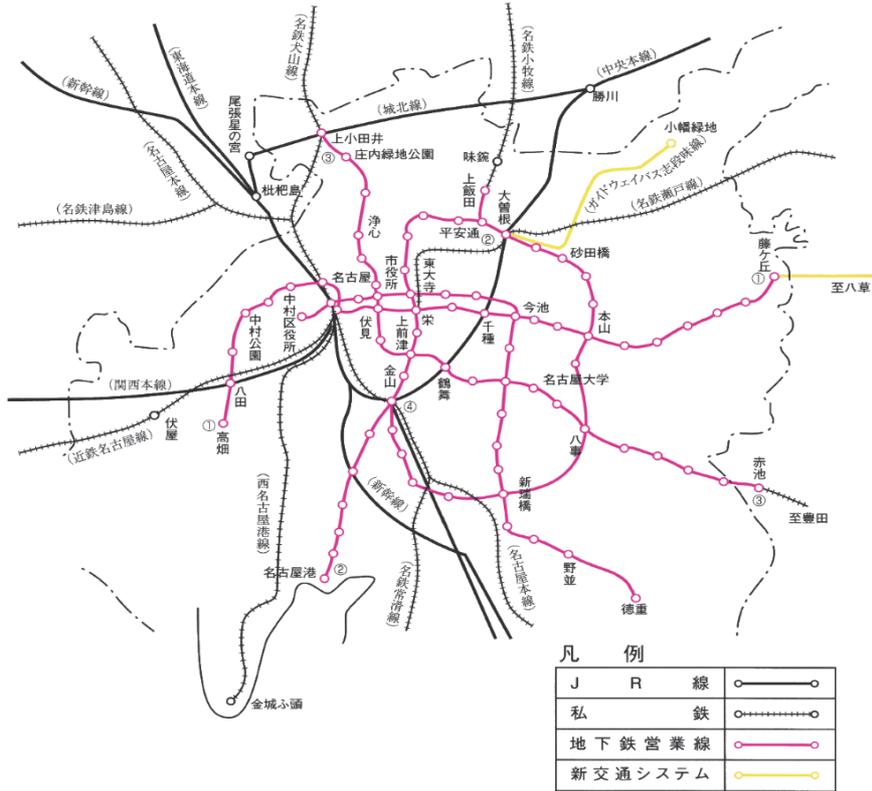 (名鉄犬山線)
(名鉄小牧線)
(東海道本線)
(新幹線)
(中央本線)
尾張星の宮
(城北線)
勝川
小幡緑地
上小田井
③
庄内緑地公園
味鋺
(名古屋本線)
枇杷島
上飯田
大曽根
(ガイドウェイバス志段味線)
(名鉄瀬戸線)
(名鉄津島線)
浄心
平安通
②
砂田橋
藤ケ丘
①
至八草
市役所
東大寺
名古屋
中村区役所
中村公園
伏見
上前津
栄
千種
今池
本山
(関西本線)
八田
金山
鶴舞
名古屋大学
①
高畑
伏屋
(近鉄名古屋線)
④
八事
赤池
③
至豊田
(西名古屋港線)
(新幹線)
新瑞橋
名古屋港
②
(名鉄常滑線)
(名古屋本線)
野並
徳重
金城ふ頭
凡 例
J R 線
私 鉄
地下鉄営業線
新交通システム